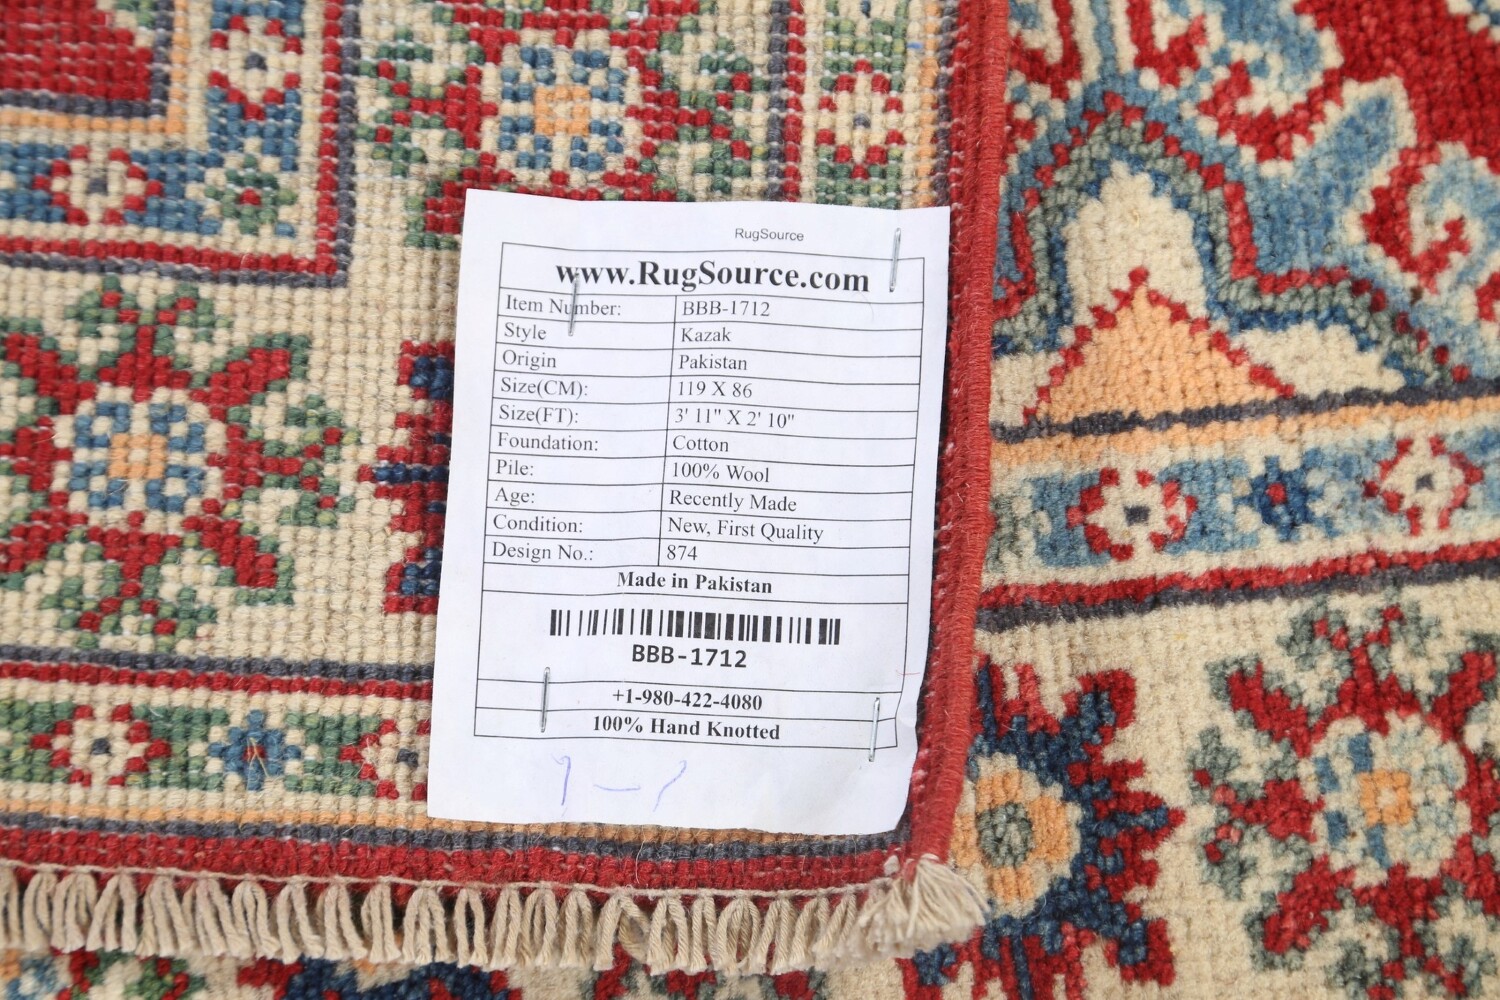 RugSource
www.RugSource.com
Item Number: BBB-1712
Style Kazak
Origin Pakistan
Size(CM): 119 X 86
Size(FT): 3' 11" X 2' 10"
Foundation: Cotton
Pile: 100% Wool
Age: Recently Made
Condition: New, First Quality
Design No.: 874
Made in Pakistan
BBB-1712
+1-980-422-4080
100% Hand Knotted